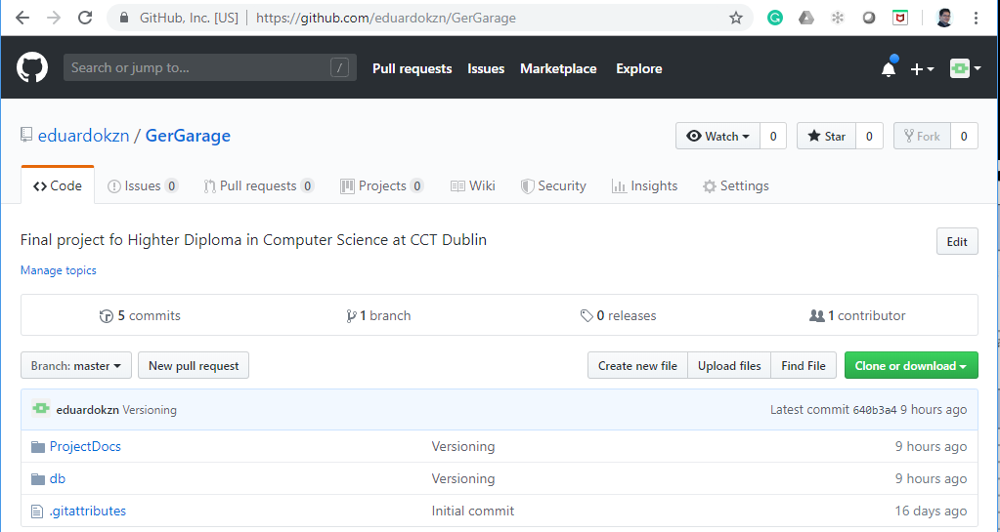 GitHub, Inc. [US] | https://github.com/eduardokzn/GerGarage
Search or jump to... / Pull requests Issues Marketplace Explore
eduardokzn / GerGarage Watch 0 Star 0 Fork 0
Code Issues 0 Pull requests 0 Projects 0 Wiki Security Insights Settings
Final project fo Highter Diploma in Computer Science at CCT Dublin Edit
Manage topics
5 commits 1 branch 0 releases 1 contributor
Branch: master New pull request Create new file Upload files Find File Clone or download
eduardokzn Versioning Latest commit 640b3a4 9 hours ago
ProjectDocs Versioning 9 hours ago
db Versioning 9 hours ago
.gitattributes Initial commit 16 days ago